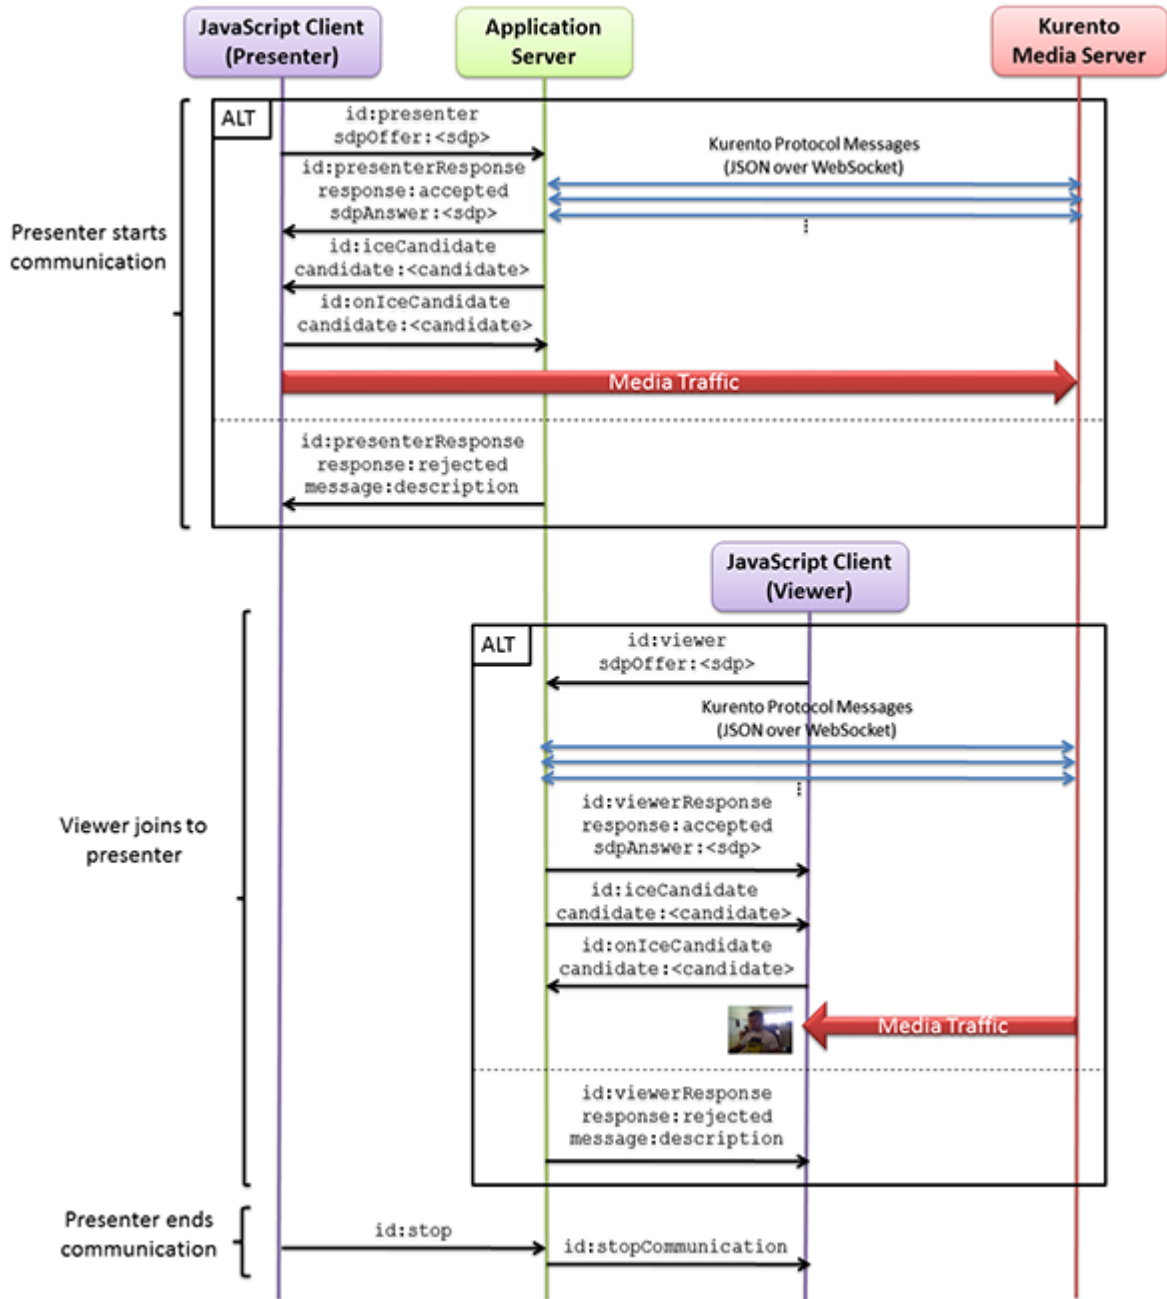 JavaScript Client
(Presenter)
Application
Server
Kurento
Media Server
ALT
id:presenter
sdpOffer:<sdp>
Kurento Protocol Messages
(JSON over WebSocket)
id:presenterResponse
response:accepted
sdpAnswer:<sdp>
Presenter starts
communication
id:iceCandidate
candidate:<candidate>
id:onIceCandidate
candidate:<candidate>
Media Traffic
id:presenterResponse
response:rejected
message:description
JavaScript Client
(Viewer)
ALT
id:viewer
sdpOffer:<sdp>
Kurento Protocol Messages
(JSON over WebSocket)
id:viewerResponse
response:accepted
sdpAnswer:<sdp>
Viewer joins to
presenter
id:iceCandidate
candidate:<candidate>
id:onIceCandidate
candidate:<candidate>
Media Traffic
id:viewerResponse
response:rejected
message:description
Presenter ends
communication
id:stop
id:stopCommunication